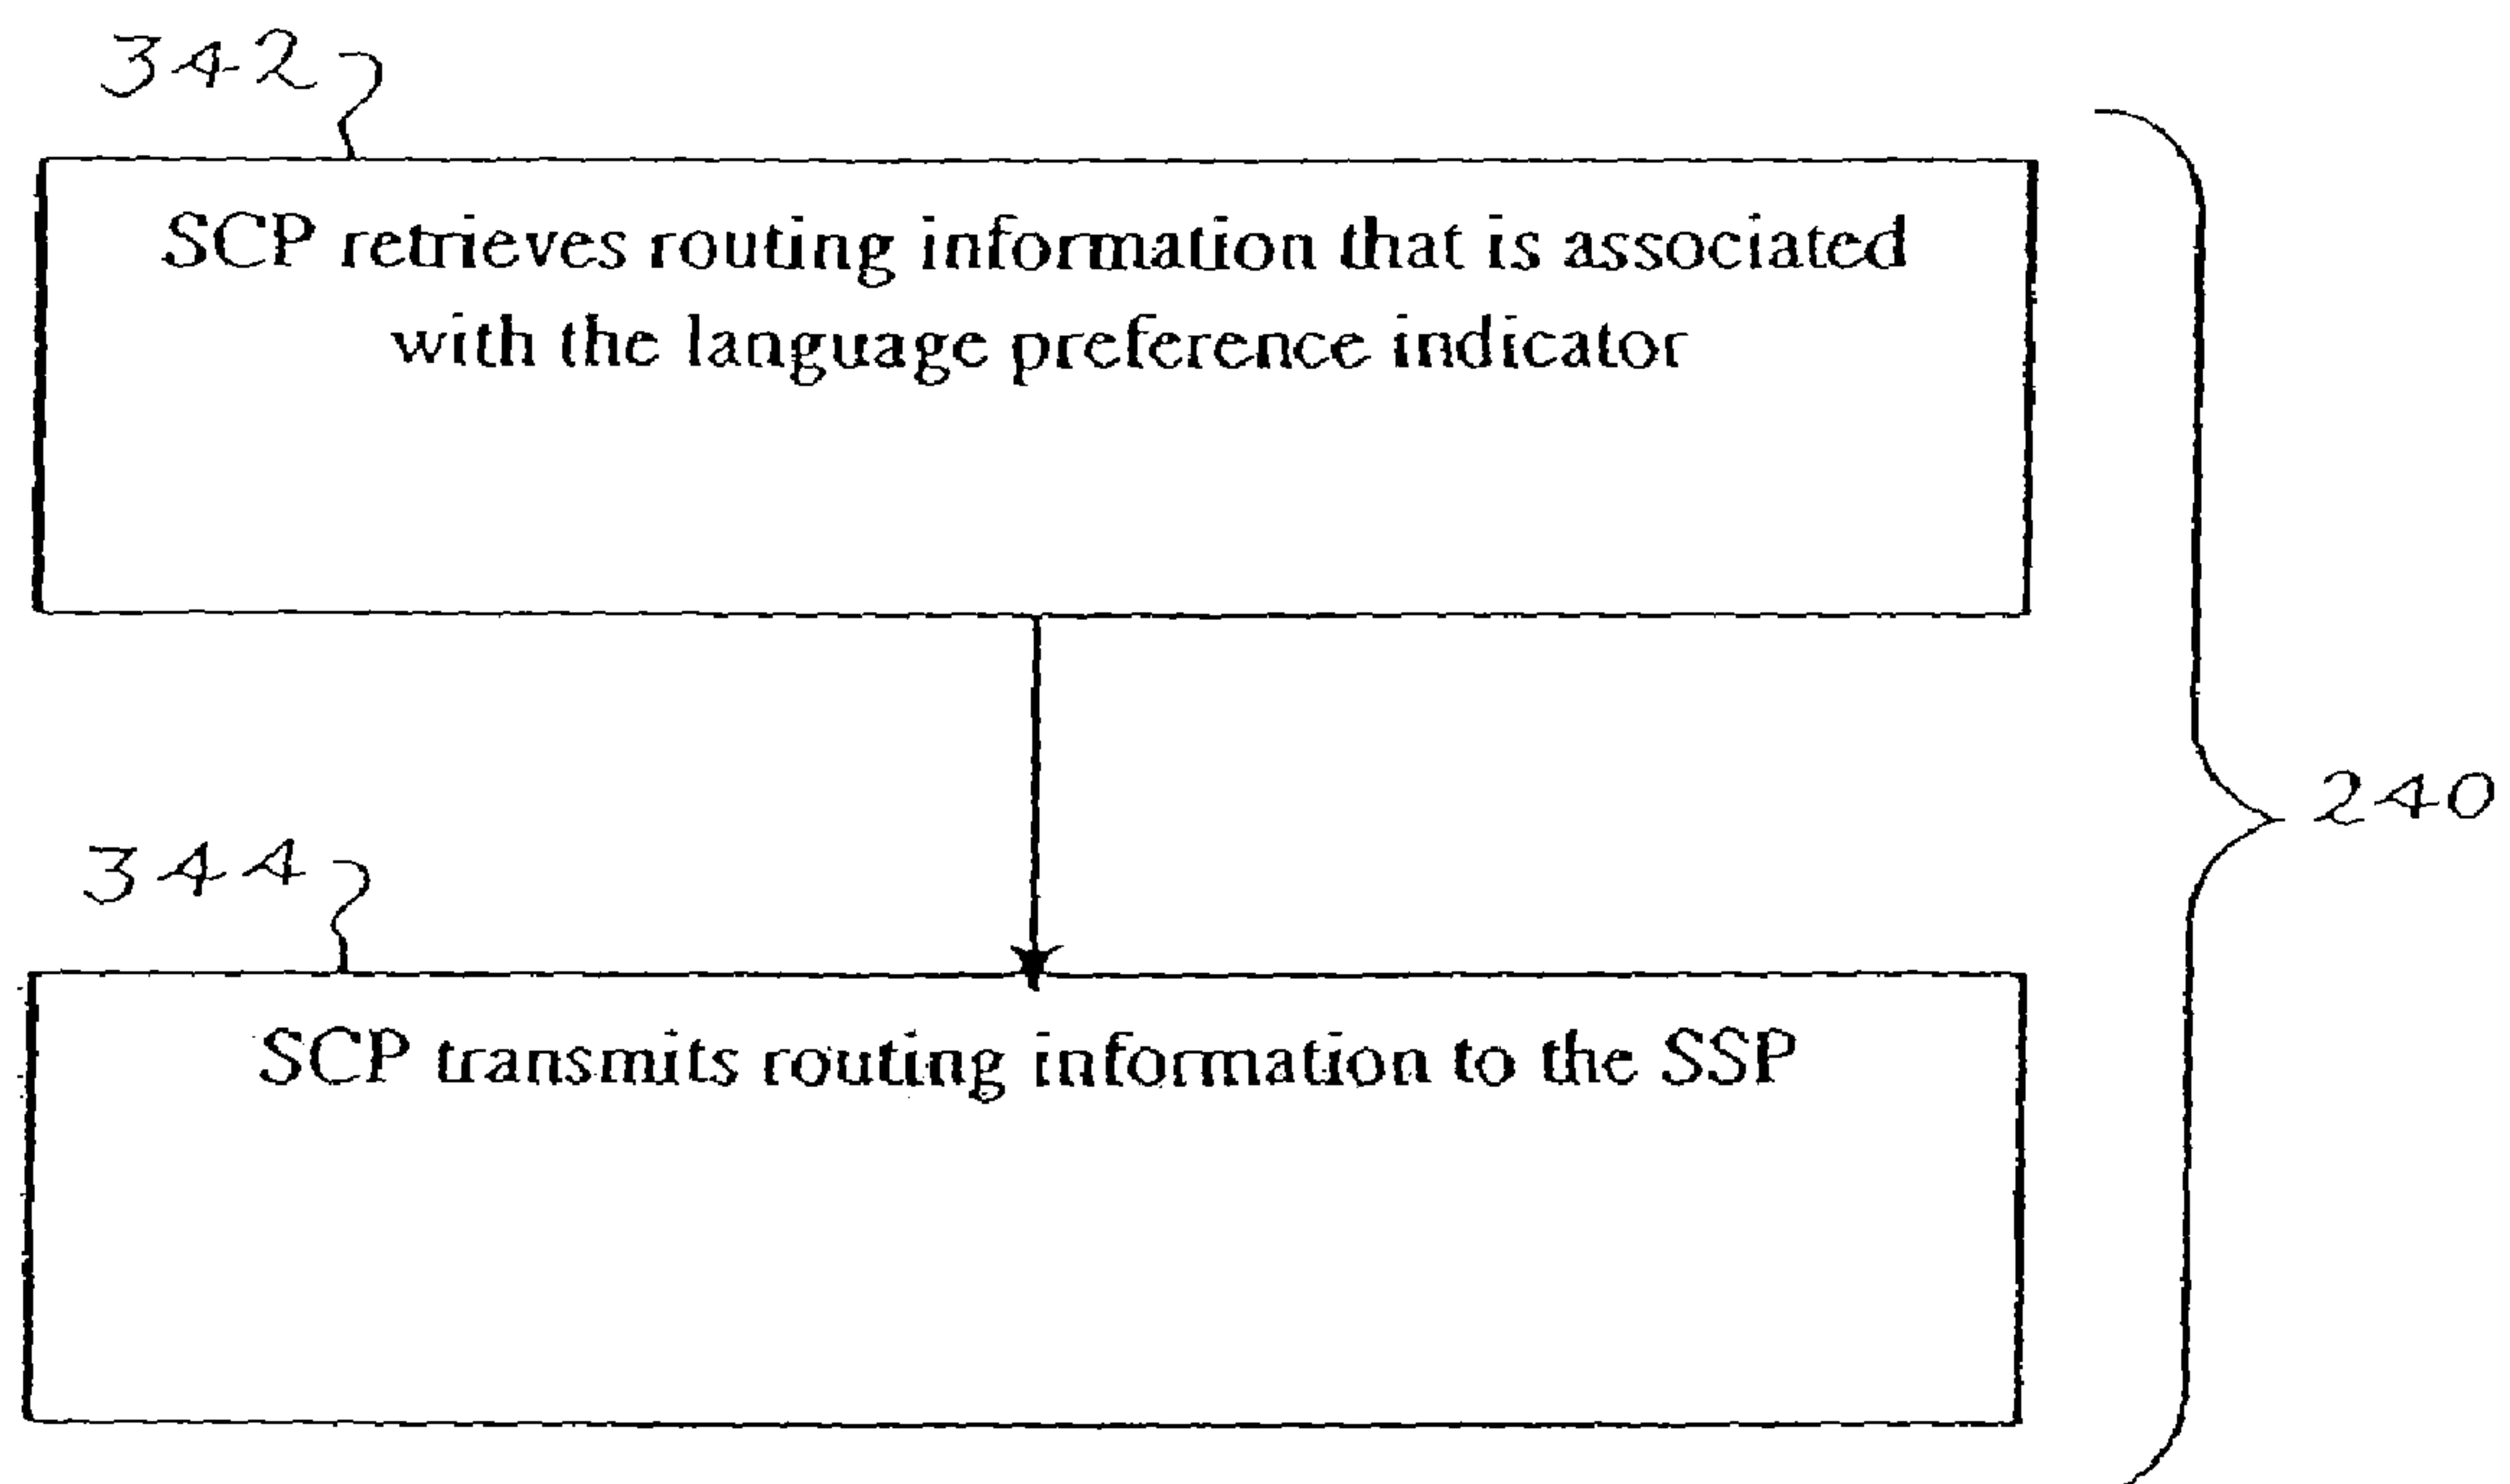 342
SCP retrieves routing information that is associated
with the language preference indicator
240
344
SCP transmits routing information to the SSP